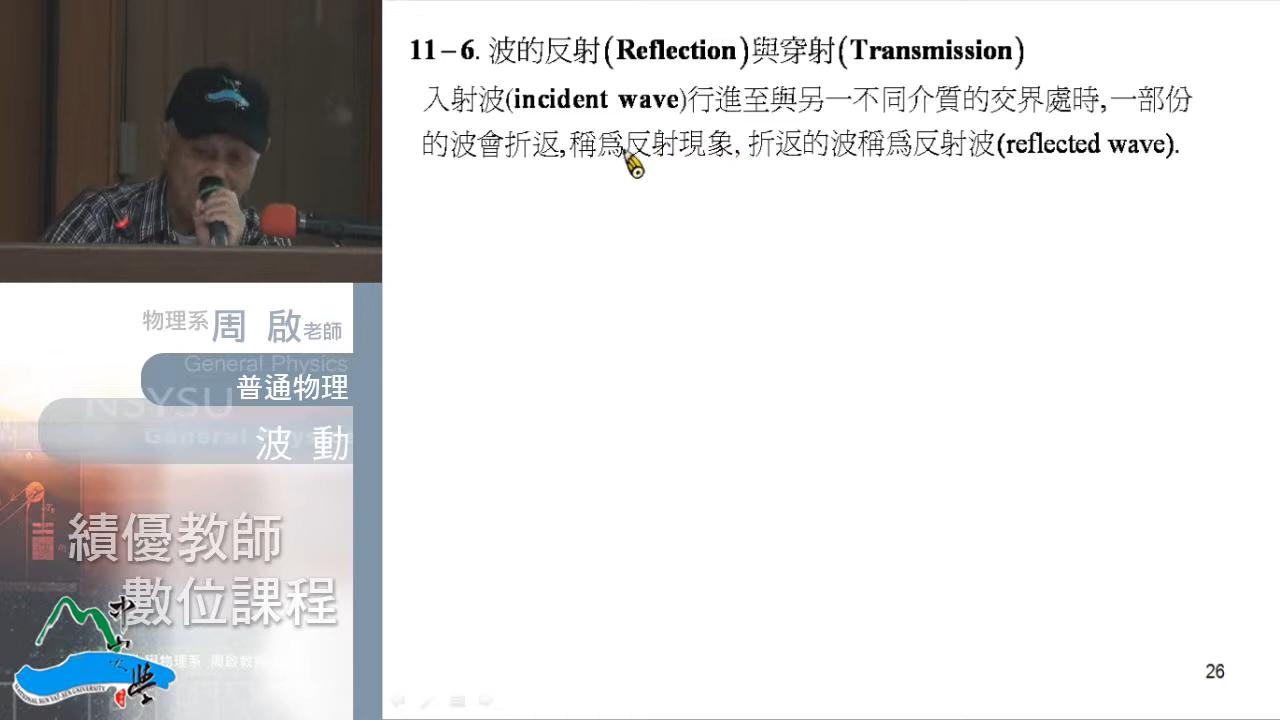 11-6. 波的反射(Reflection)與穿射(Transmission)
入射波(incident wave)行進至與另一不同介質的交界處時,一部份
的波會折返,稱為反射現象, 折返的波稱為反射波(reflected wave).
物理系 周 啟 老師
General Physics
普通物理
NSYSU
波 動
績優教師
數位課程
26